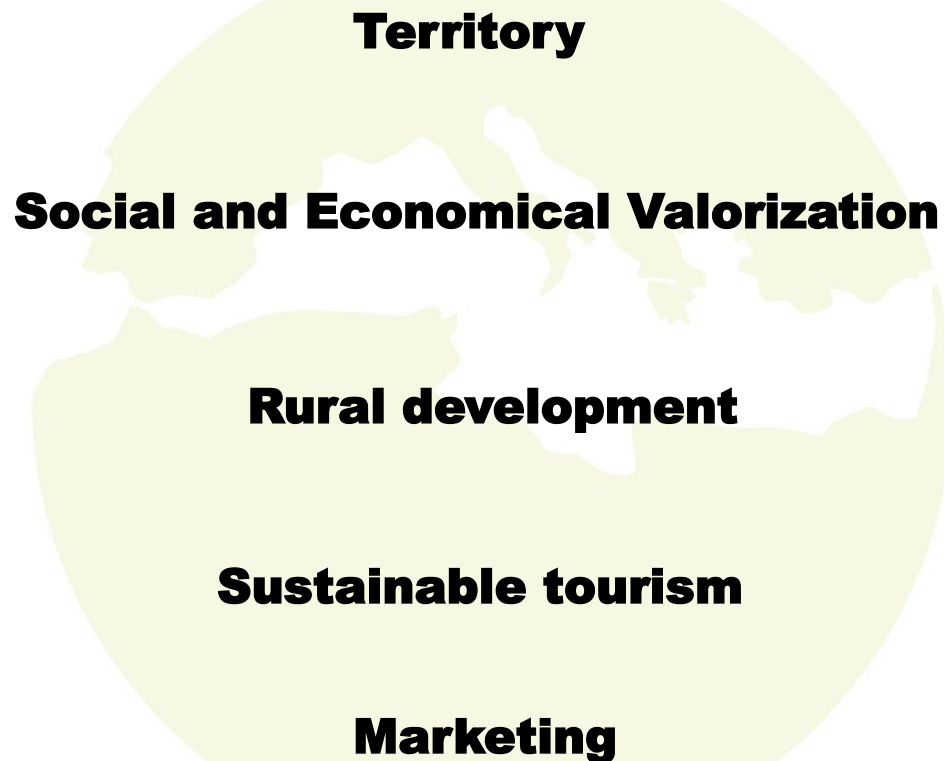 Territory
Social and Economical Valorization
Rural development
Sustainable tourism
Marketing